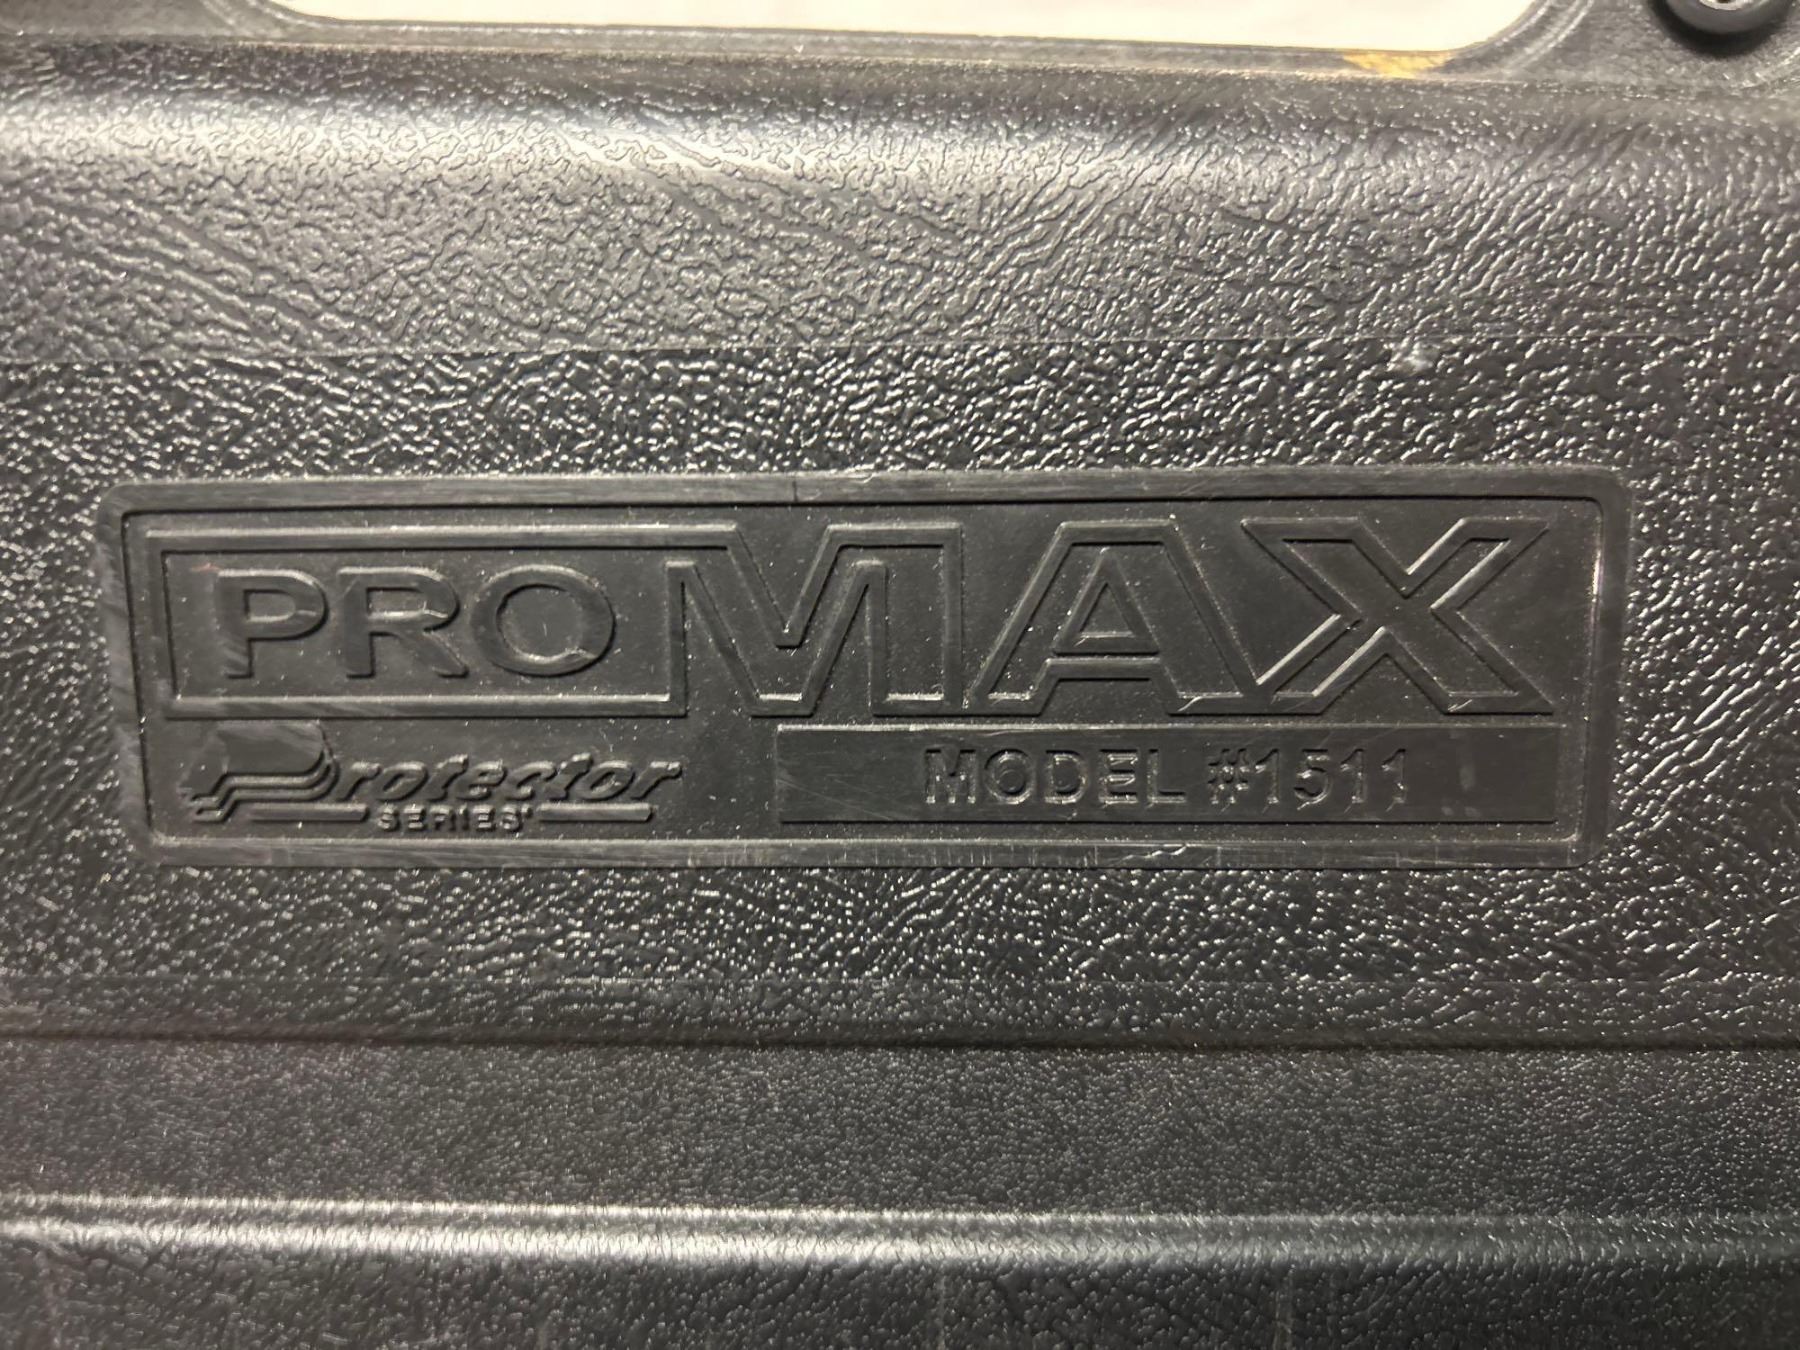 PROMAX
Protector
SERIES
MODEL #1511